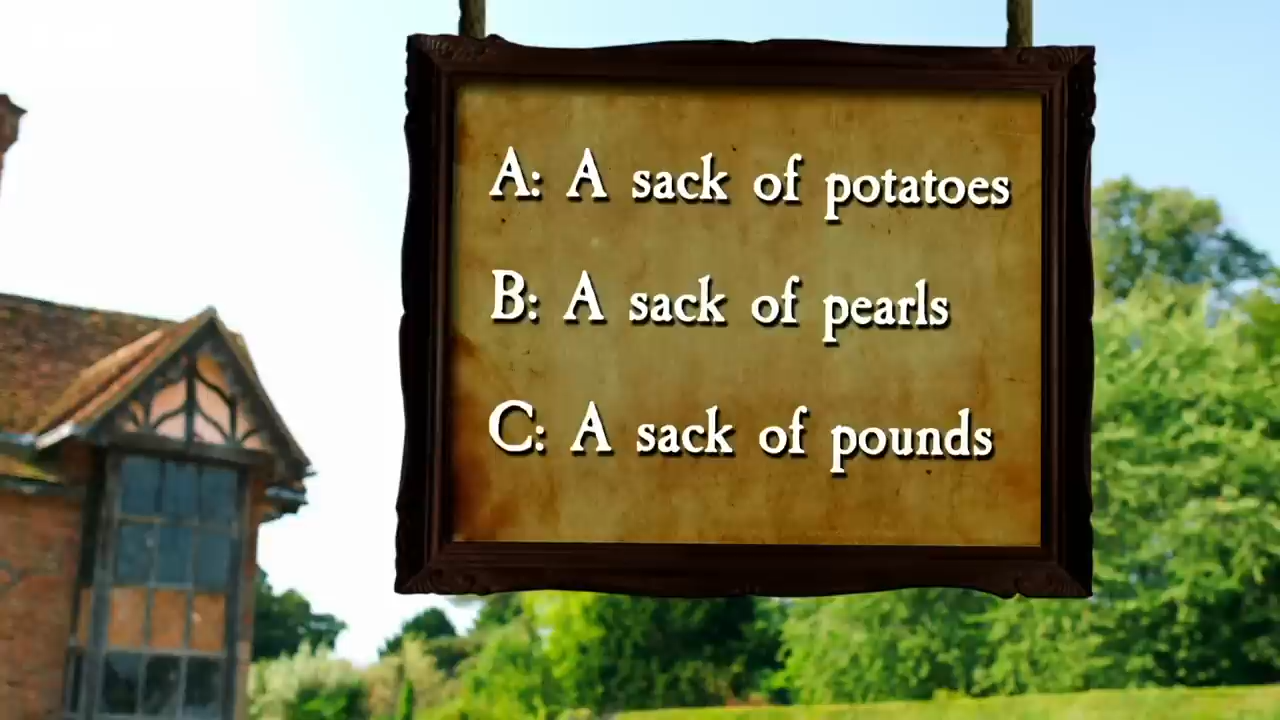 A: A sack of potatoes
B: A sack of pearls
C: A sack of pounds